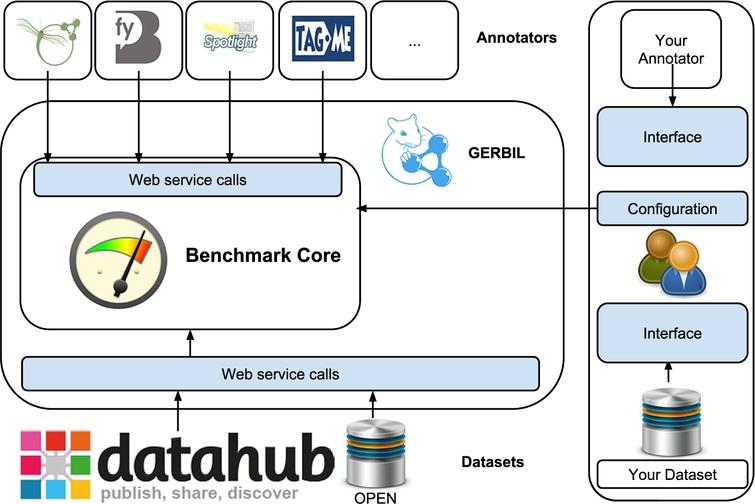 fy
Spotlight
TAG ME
...
Annotators
Your
Annotator
Interface
GERBIL
Web service calls
Configuration
Benchmark Core
Interface
Web service calls
datahub
publish, share, discover
OPEN
Datasets
Your Dataset